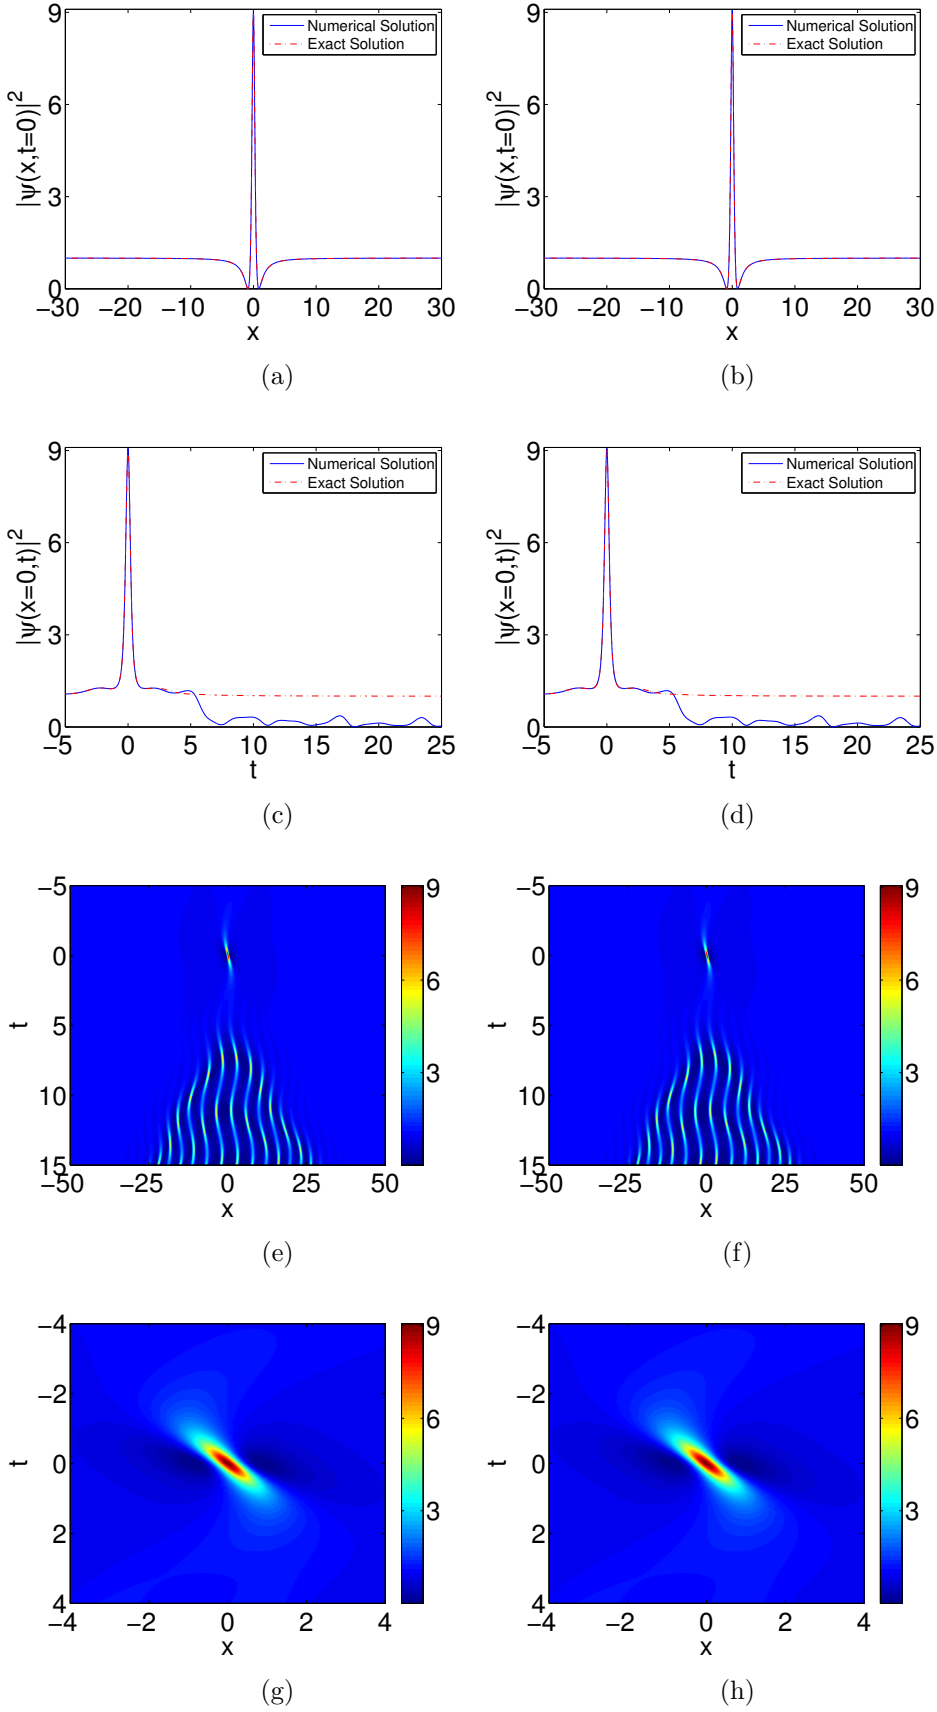 Numerical Solution
Exact Solution
|ψ(x,t=0)|²
9
6
3
0
−30 −20 −10 0 10 20 30
x
(a)
Numerical Solution
Exact Solution
|ψ(x,t=0)|²
9
6
3
0
−30 −20 −10 0 10 20 30
x
(b)
Numerical Solution
Exact Solution
|ψ(x=0,t)|²
9
6
3
0
−5 0 5 10 15 20 25
t
(c)
Numerical Solution
Exact Solution
|ψ(x=0,t)|²
9
6
3
0
−5 0 5 10 15 20 25
t
(d)
−5
0
5
10
15
t
−50 −25 0 25 50
x
9
6
3
(e)
−5
0
5
10
15
t
−50 −25 0 25 50
x
9
6
3
(f)
−4
−2
0
2
4
t
−4 −2 0 2 4
x
9
6
3
(g)
−4
−2
0
2
4
t
−4 −2 0 2 4
x
9
6
3
(h)